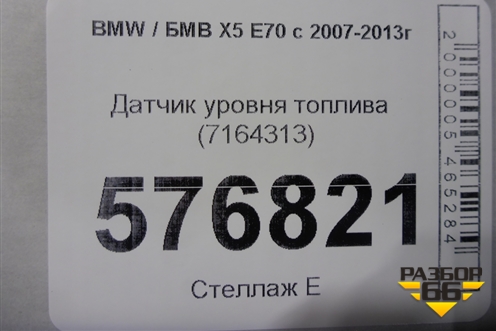 BMW / БМВ X5 E70 с 2007-2013г
Датчик уровня топлива
(7164313)
576821
Стеллаж Е
2000005465284
РАЗБОР
66